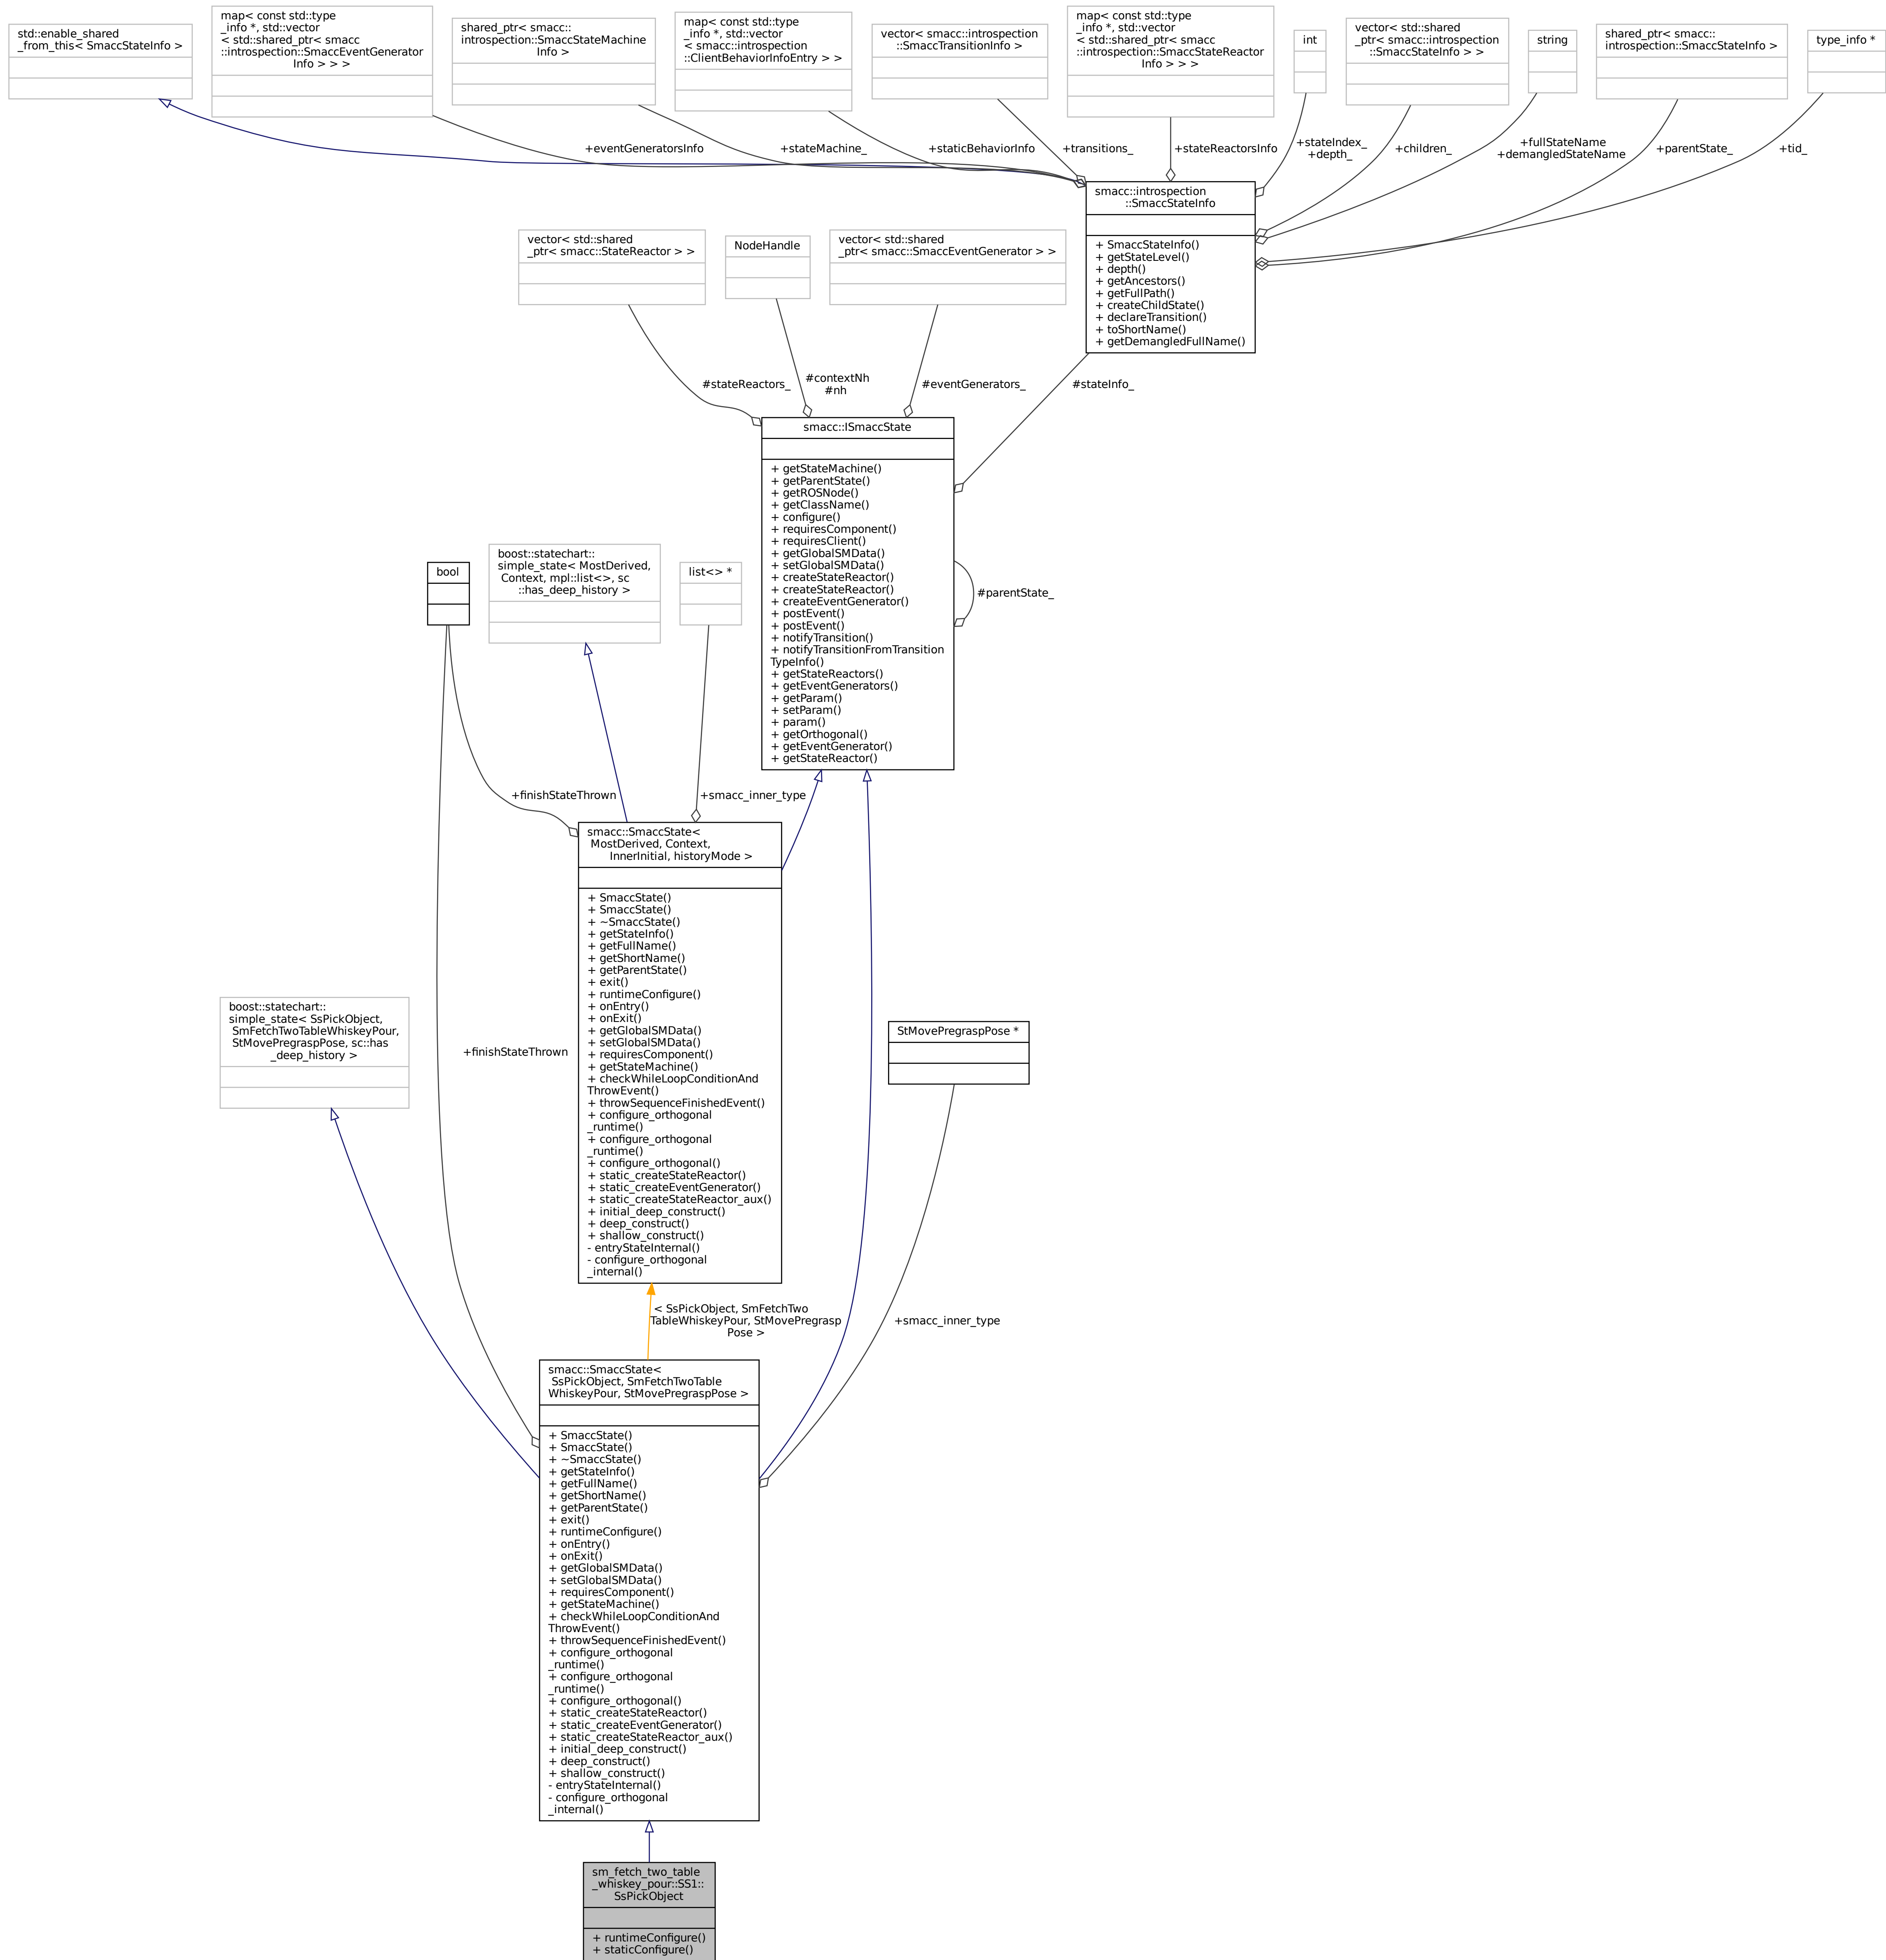 std::enable_shared
_from_this< SmaccStateInfo >
map< const std::type
_info *, std::vector
< std::shared_ptr< smacc
::introspection::SmaccEventGenerator
Info > > >
shared_ptr< smacc::
introspection::SmaccStateMachine
Info >
map< const std::type
_info *, std::vector
< smacc::introspection
::ClientBehaviorInfoEntry > >
vector< smacc::introspection
::SmaccTransitionInfo >
map< const std::type
_info *, std::vector
< std::shared_ptr< smacc
::introspection::SmaccStateReactor
Info > > >
int
vector< std::shared
_ptr< smacc::introspection
::SmaccStateInfo > >
string
shared_ptr< smacc::
introspection::SmaccStateInfo >
type_info *
+eventGeneratorsInfo
+stateMachine_
+staticBehaviorInfo
+transitions_
+stateReactorsInfo
+stateIndex_
+depth_
+children_
+fullStateName
+demangledStateName
+parentState_
+tid_
smacc::introspection
::SmaccStateInfo
+ SmaccStateInfo()
+ getStateLevel()
+ depth()
+ getAncestors()
+ getFullPath()
+ createChildState()
+ declareTransition()
+ toShortName()
+ getDemangledFullName()
vector< std::shared
_ptr< smacc::StateReactor > >
NodeHandle
vector< std::shared
_ptr< smacc::SmaccEventGenerator > >
#stateReactors_
#contextNh
#nh
#eventGenerators_
#stateInfo_
smacc::ISmaccState
+ getStateMachine()
+ getParentState()
+ getROSNode()
+ getClassName()
+ configure()
+ requiresComponent()
+ requiresClient()
+ getGlobalSMData()
+ setGlobalSMData()
+ createStateReactor()
+ createStateReactor()
+ createEventGenerator()
+ postEvent()
+ postEvent()
+ notifyTransition()
+ notifyTransitionFromTransition
TypeInfo()
+ getStateReactors()
+ getEventGenerators()
+ getParam()
+ setParam()
+ param()
+ getOrthogonal()
+ getEventGenerator()
+ getStateReactor()
#parentState_
bool
boost::statechart::
simple_state< MostDerived,
Context, mpl::list<>, sc
::has_deep_history >
list<> *
+finishStateThrown
+smacc_inner_type
smacc::SmaccState<
MostDerived, Context,
InnerInitial, historyMode >
+ SmaccState()
+ SmaccState()
+ ~SmaccState()
+ getStateInfo()
+ getFullName()
+ getShortName()
+ getParentState()
+ exit()
+ runtimeConfigure()
+ onEntry()
+ onExit()
+ getGlobalSMData()
+ setGlobalSMData()
+ requiresComponent()
+ getStateMachine()
+ checkWhileLoopConditionAnd
ThrowEvent()
+ throwSequenceFinishedEvent()
+ configure_orthogonal
_runtime()
+ configure_orthogonal
_runtime()
+ configure_orthogonal()
+ static_createStateReactor()
+ static_createEventGenerator()
+ static_createStateReactor_aux()
+ initial_deep_construct()
+ deep_construct()
+ shallow_construct()
- entryStateInternal()
- configure_orthogonal
_internal()
boost::statechart::
simple_state< SsPickObject,
SmFetchTwoTableWhiskeyPour,
StMovePregraspPose, sc::has
_deep_history >
+finishStateThrown
StMovePregraspPose *
< SsPickObject, SmFetchTwo
TableWhiskeyPour, StMovePregrasp
Pose >
+smacc_inner_type
smacc::SmaccState<
SsPickObject, SmFetchTwoTable
WhiskeyPour, StMovePregraspPose >
+ SmaccState()
+ SmaccState()
+ ~SmaccState()
+ getStateInfo()
+ getFullName()
+ getShortName()
+ getParentState()
+ exit()
+ runtimeConfigure()
+ onEntry()
+ onExit()
+ getGlobalSMData()
+ setGlobalSMData()
+ requiresComponent()
+ getStateMachine()
+ checkWhileLoopConditionAnd
ThrowEvent()
+ throwSequenceFinishedEvent()
+ configure_orthogonal
_runtime()
+ configure_orthogonal
_runtime()
+ configure_orthogonal()
+ static_createStateReactor()
+ static_createEventGenerator()
+ static_createStateReactor_aux()
+ initial_deep_construct()
+ deep_construct()
+ shallow_construct()
- entryStateInternal()
- configure_orthogonal
_internal()
sm_fetch_two_table
_whiskey_pour::SS1::
SsPickObject
+ runtimeConfigure()
+ staticConfigure()